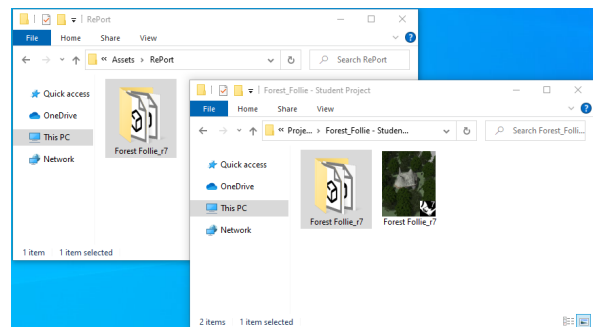 RePort
File Home Share View
« Assets › RePort
Search RePort
Quick access
OneDrive
This PC
Network
Forest Follie_r7
1 item 1 item selected
Forest_Follie - Student Project
File Home Share View
« Proje... › Forest_Follie - Studen...
Search Forest_Folli...
Quick access
OneDrive
This PC
Network
Forest Follie_r7
Forest Follie_r7
2 items 1 item selected